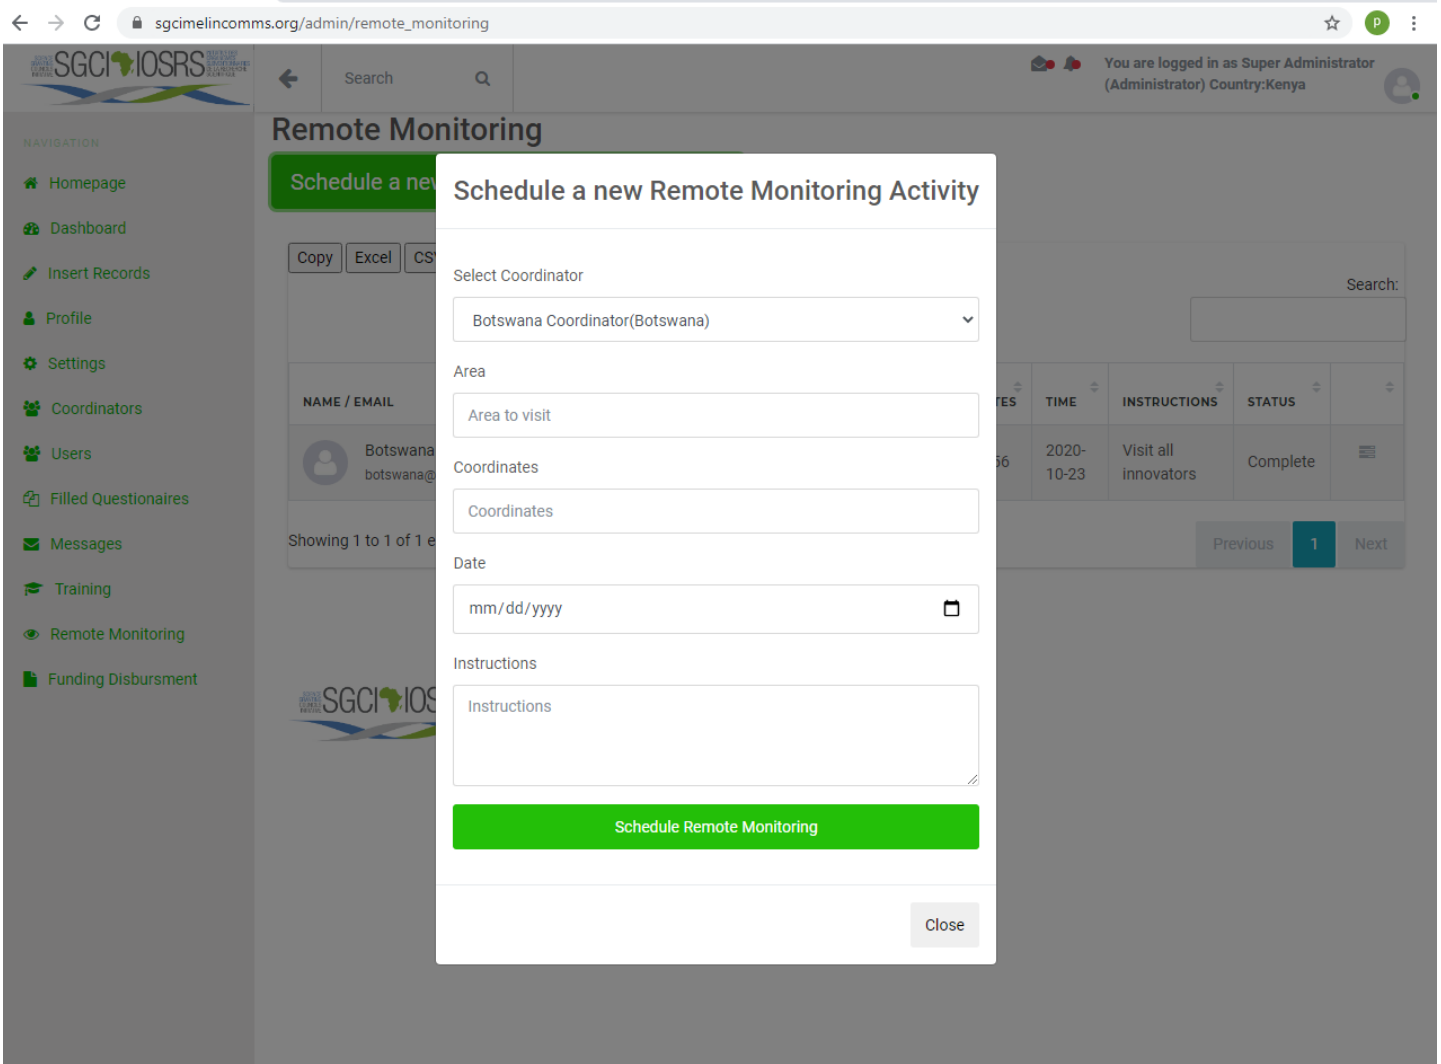 sgcimelincomms.org/admin/remote_monitoring
P
SGCI IOSRS
Search
You are logged in as Super Administrator
(Administrator) Country:Kenya
NAVIGATION
Homepage
Dashboard
Insert Records
Profile
Settings
Coordinators
Users
Filled Questionaires
Messages
Training
Remote Monitoring
Funding Disbursment
Remote Monitoring
Schedule a new
Copy Excel CSV
Search:
NAME / EMAIL TES TIME INSTRUCTIONS STATUS
Botswana 56 2020- Visit all Complete
botswana@ 10-23 innovators
Showing 1 to 1 of 1 e
Previous 1 Next
SGCI IOS
Schedule a new Remote Monitoring Activity
Select Coordinator
Botswana Coordinator(Botswana)
Area
Area to visit
Coordinates
Coordinates
Date
mm/dd/yyyy
Instructions
Instructions
Schedule Remote Monitoring
Close